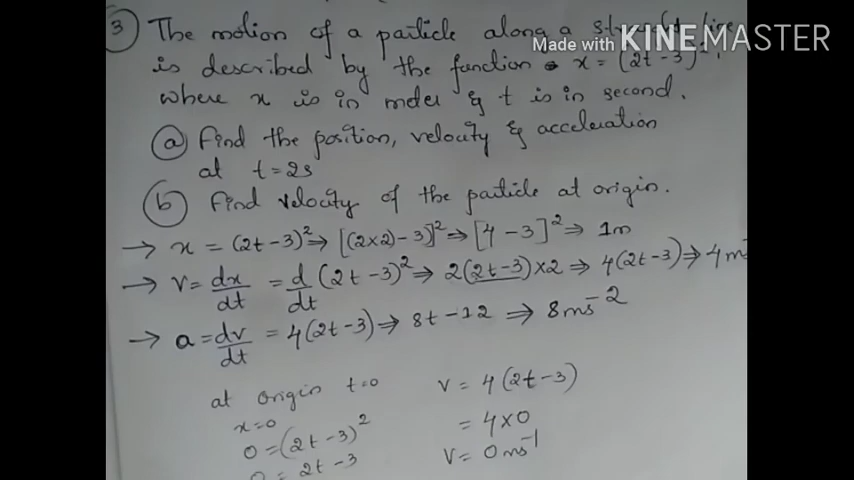 ③ The motion of a particle along a straight line
Made with KINEMASTER
is described by the function x = (2t-3)²,
where x is in meter & t is in second.
ⓐ Find the position, velocity & acceleration
at t=2s
ⓑ Find velocity of the particle at origin.
→ x = (2t-3)² ⇒ [(2×2)-3]² ⇒ [4-3]² ⇒ 1m
→ V = dx/dt = d/dt (2t-3)² ⇒ 2(2t-3)×2 ⇒ 4(2t-3) ⇒ 4 m
→ a = dv/dt = 4(2t-3) ⇒ 8t-12 ⇒ 8ms⁻²
at origin t=0
x=0
0=(2t-3)²
0= 2t-3
V = 4(2t-3)
= 4×0
V = 0ms⁻¹